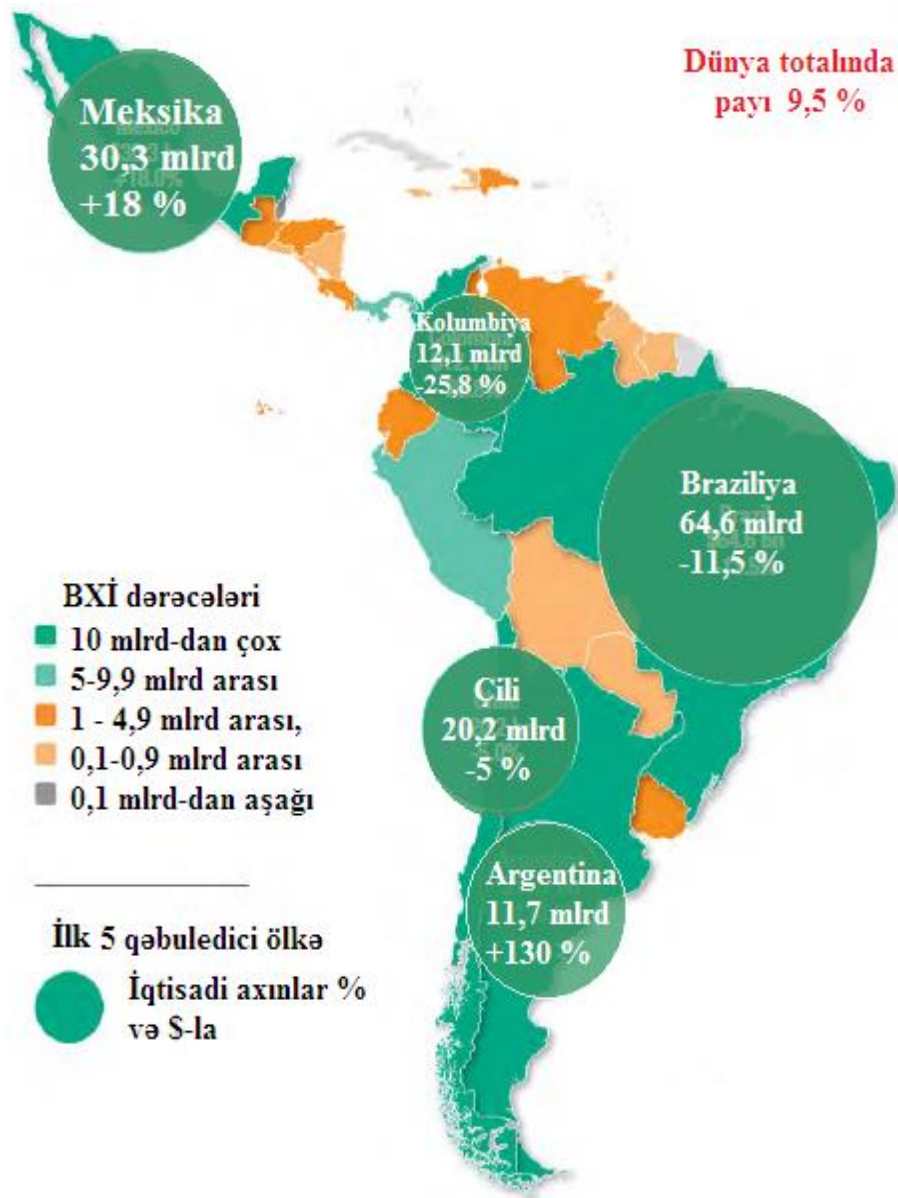 Dünya totalında
payı 9,5 %
Meksika
30,3 mlrd
+18 %
Kolumbiya
12,1 mlrd
-25,8 %
Braziliya
64,6 mlrd
-11,5 %
BXİ dərəcələri
10 mlrd-dan çox
5-9,9 mlrd arası
1 - 4,9 mlrd arası,
0,1-0,9 mlrd arası
0,1 mlrd-dan aşağı
Çili
20,2 mlrd
-5 %
Argentina
11,7 mlrd
+130 %
İlk 5 qəbuledici ölkə
İqtisadi axınlar %
və S-la